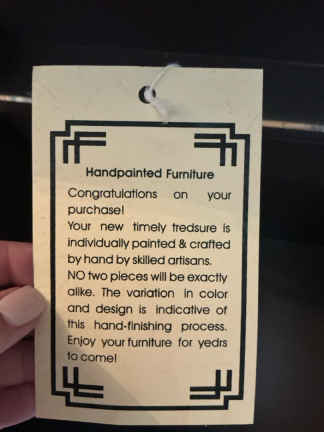 Handpainted Furniture
Congratulations on your
purchase!
Your new timely tredsure is
individually painted & crafted
by hand by skilled artisans.
NO two pieces will be exactly
alike. The variation in color
and design is indicative of
this hand-finishing process.
Enjoy your furniture for yedrs
to come!